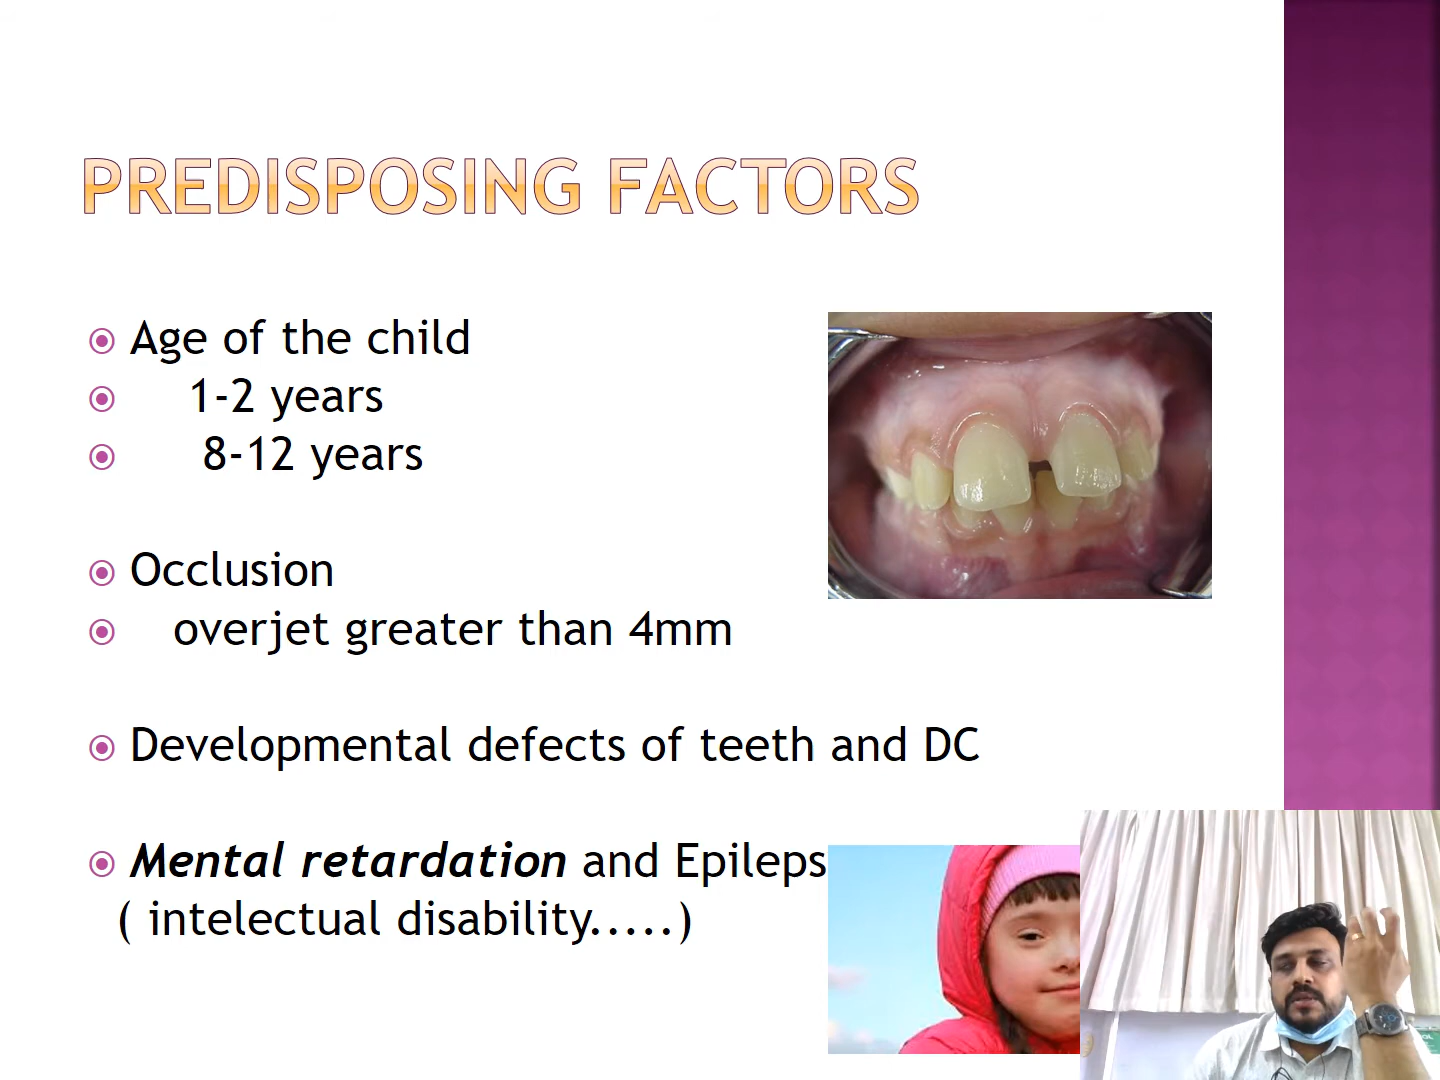 PREDISPOSING FACTORS
Age of the child
1-2 years
8-12 years
Occlusion
overjet greater than 4mm
Developmental defects of teeth and DC
Mental retardation and Epileps
( intelectual disability.....)